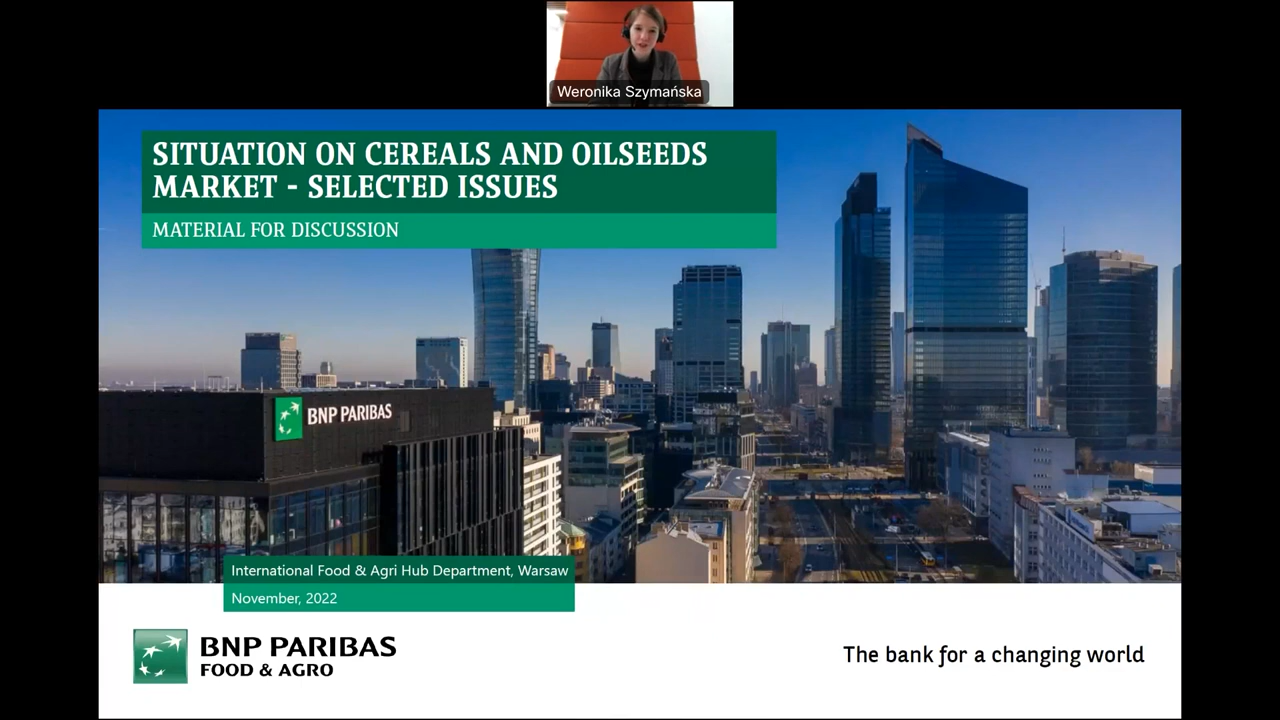 Weronika Szymańska
SITUATION ON CEREALS AND OILSEEDS
MARKET - SELECTED ISSUES
MATERIAL FOR DISCUSSION
BNP PARIBAS
International Food & Agri Hub Department, Warsaw
November, 2022
BNP PARIBAS
FOOD & AGRO
The bank for a changing world